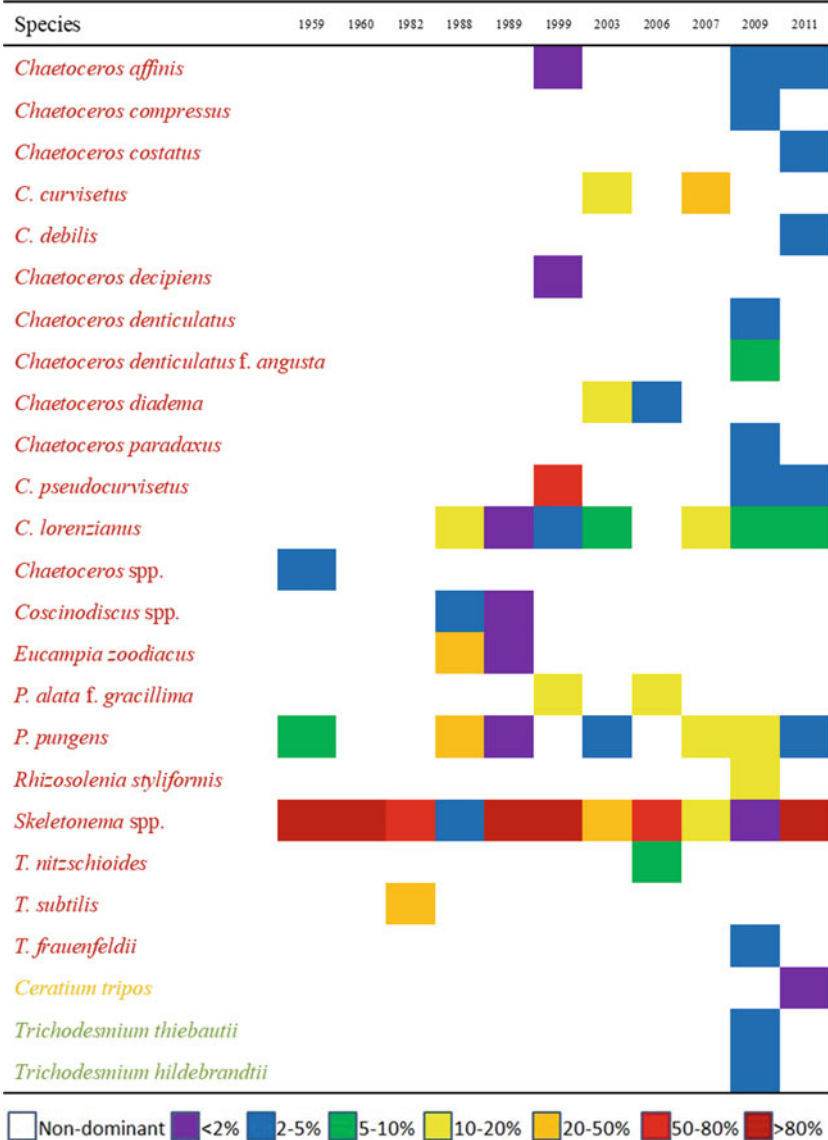 Species 1959 1960 1982 1988 1989 1999 2003 2006 2007 2009 2011
Chaetoceros affinis
Chaetoceros compressus
Chaetoceros costatus
C. curvisetus
C. debilis
Chaetoceros decipiens
Chaetoceros denticulatus
Chaetoceros denticulatus f. angusta
Chaetoceros diadema
Chaetoceros paradaxus
C. pseudocurvisetus
C. lorenzianus
Chaetoceros spp.
Coscinodiscus spp.
Eucampia zoodiacus
P. alata f. gracillima
P. pungens
Rhizosolenia styliformis
Skeletonema spp.
T. nitzschioides
T. subtilis
T. frauenfeldii
Ceratium tripos
Trichodesmium thiebautii
Trichodesmium hildebrandtii
Non-dominant <2% 2-5% 5-10% 10-20% 20-50% 50-80% >80%